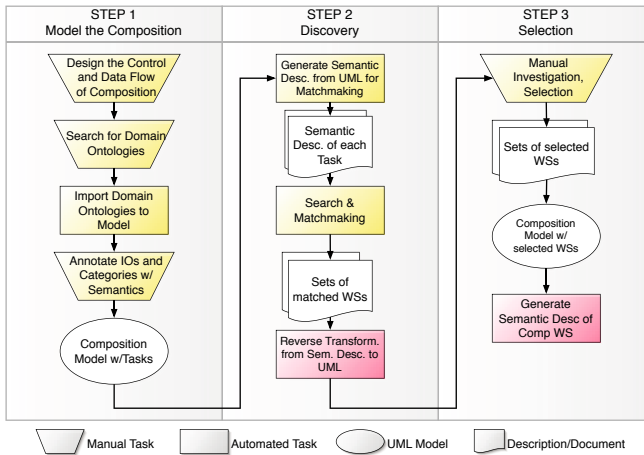 STEP 1
Model the Composition
Design the Control
and Data Flow
of Composition
Search for Domain
Ontologies
Import Domain
Ontologies to
Model
Annotate IOs and
Categories w/
Semantics
Composition
Model w/Tasks
STEP 2
Discovery
Generate Semantic
Desc. from UML for
Matchmaking
Semantic
Desc. of each
Task
Search &
Matchmaking
Sets of
matched WSs
Reverse Transform.
from Sem. Desc. to
UML
STEP 3
Selection
Manual
Investigation,
Selection
Sets of selected
WSs
Composition
Model w/
selected WSs
Generate
Semantic Desc of
Comp WS
Manual Task
Automated Task
UML Model
Description/Document